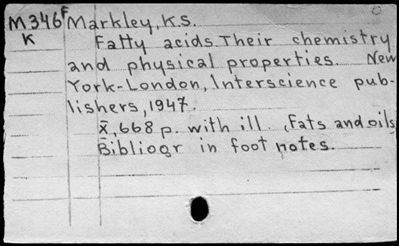 M346F Markley, K.S.
K Fatty acids. Their chemistry
and physical properties. New
York-London, Interscience pub-
lishers, 1947.
x̄, 668 p. with ill. (Fats and oils
Bibliogr in foot notes.